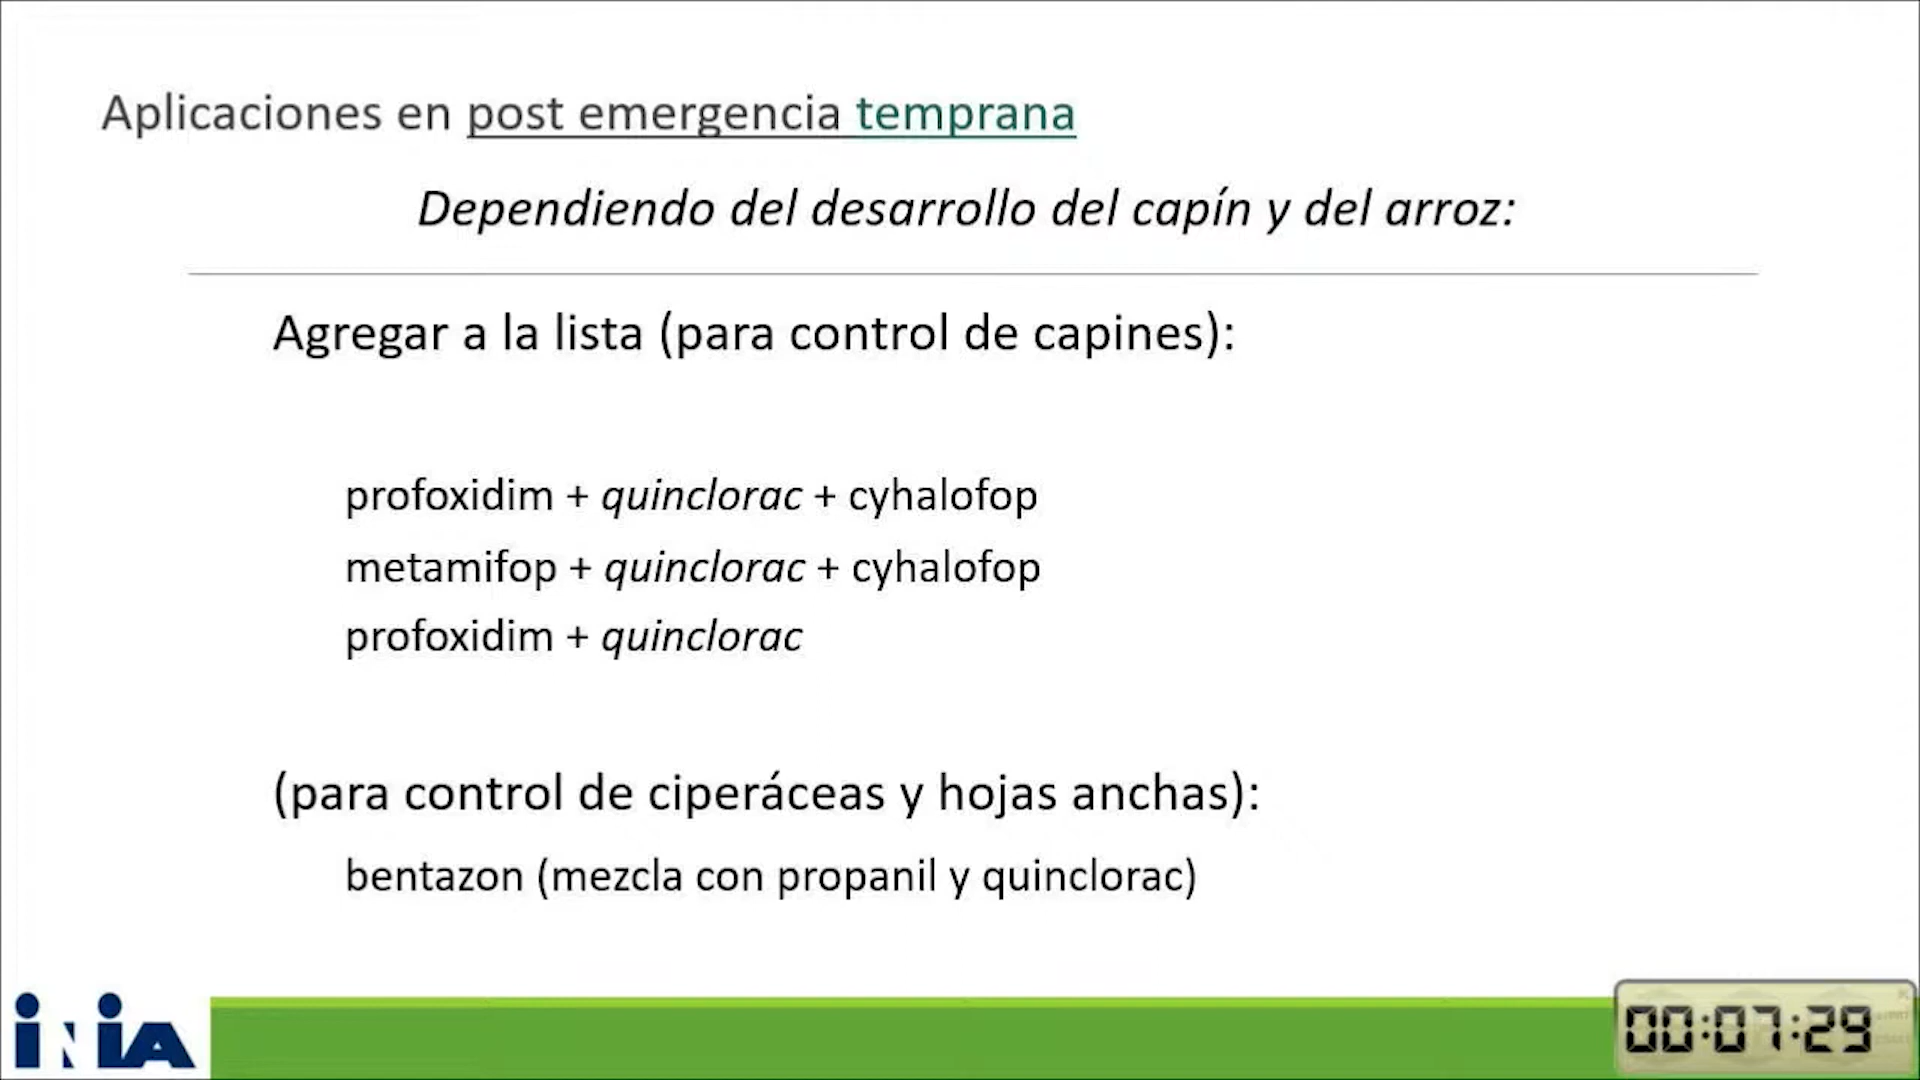 Aplicaciones en post emergencia temprana
Dependiendo del desarrollo del capín y del arroz:
Agregar a la lista (para control de capines):
profoxidim + quinclorac + cyhalofop
metamifop + quinclorac + cyhalofop
profoxidim + quinclorac
(para control de ciperáceas y hojas anchas):
bentazon (mezcla con propanil y quinclorac)
INIA
00:07:29